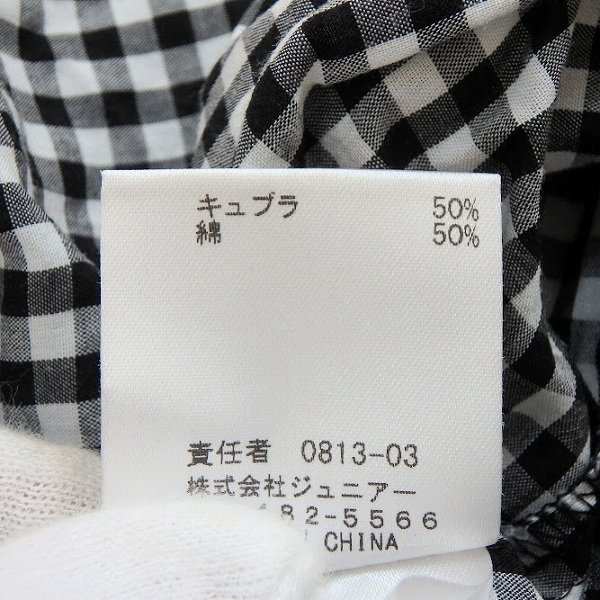 キュプラ 50%
綿 50%
責任者 0813-03
株式会社ジュニアー
82-5566
CHINA